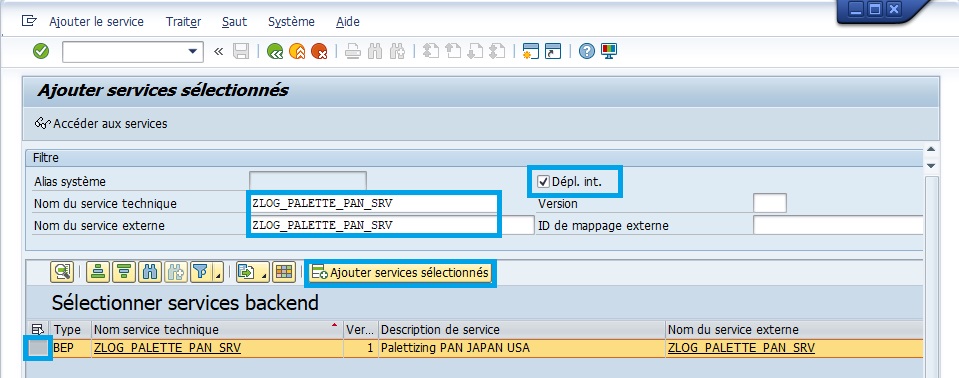 Ajouter le service Traiter Saut Système Aide
Ajouter services sélectionnés
Accéder aux services
Filtre
Alias système Dépl. int.
Nom du service technique ZLOG_PALETTE_PAN_SRV Version
Nom du service externe ZLOG_PALETTE_PAN_SRV ID de mappage externe
Ajouter services sélectionnés
Sélectionner services backend
Type Nom service technique Ver... Description de service Nom du service externe
BEP ZLOG_PALETTE_PAN_SRV 1 Palettizing PAN JAPAN USA ZLOG_PALETTE_PAN_SRV